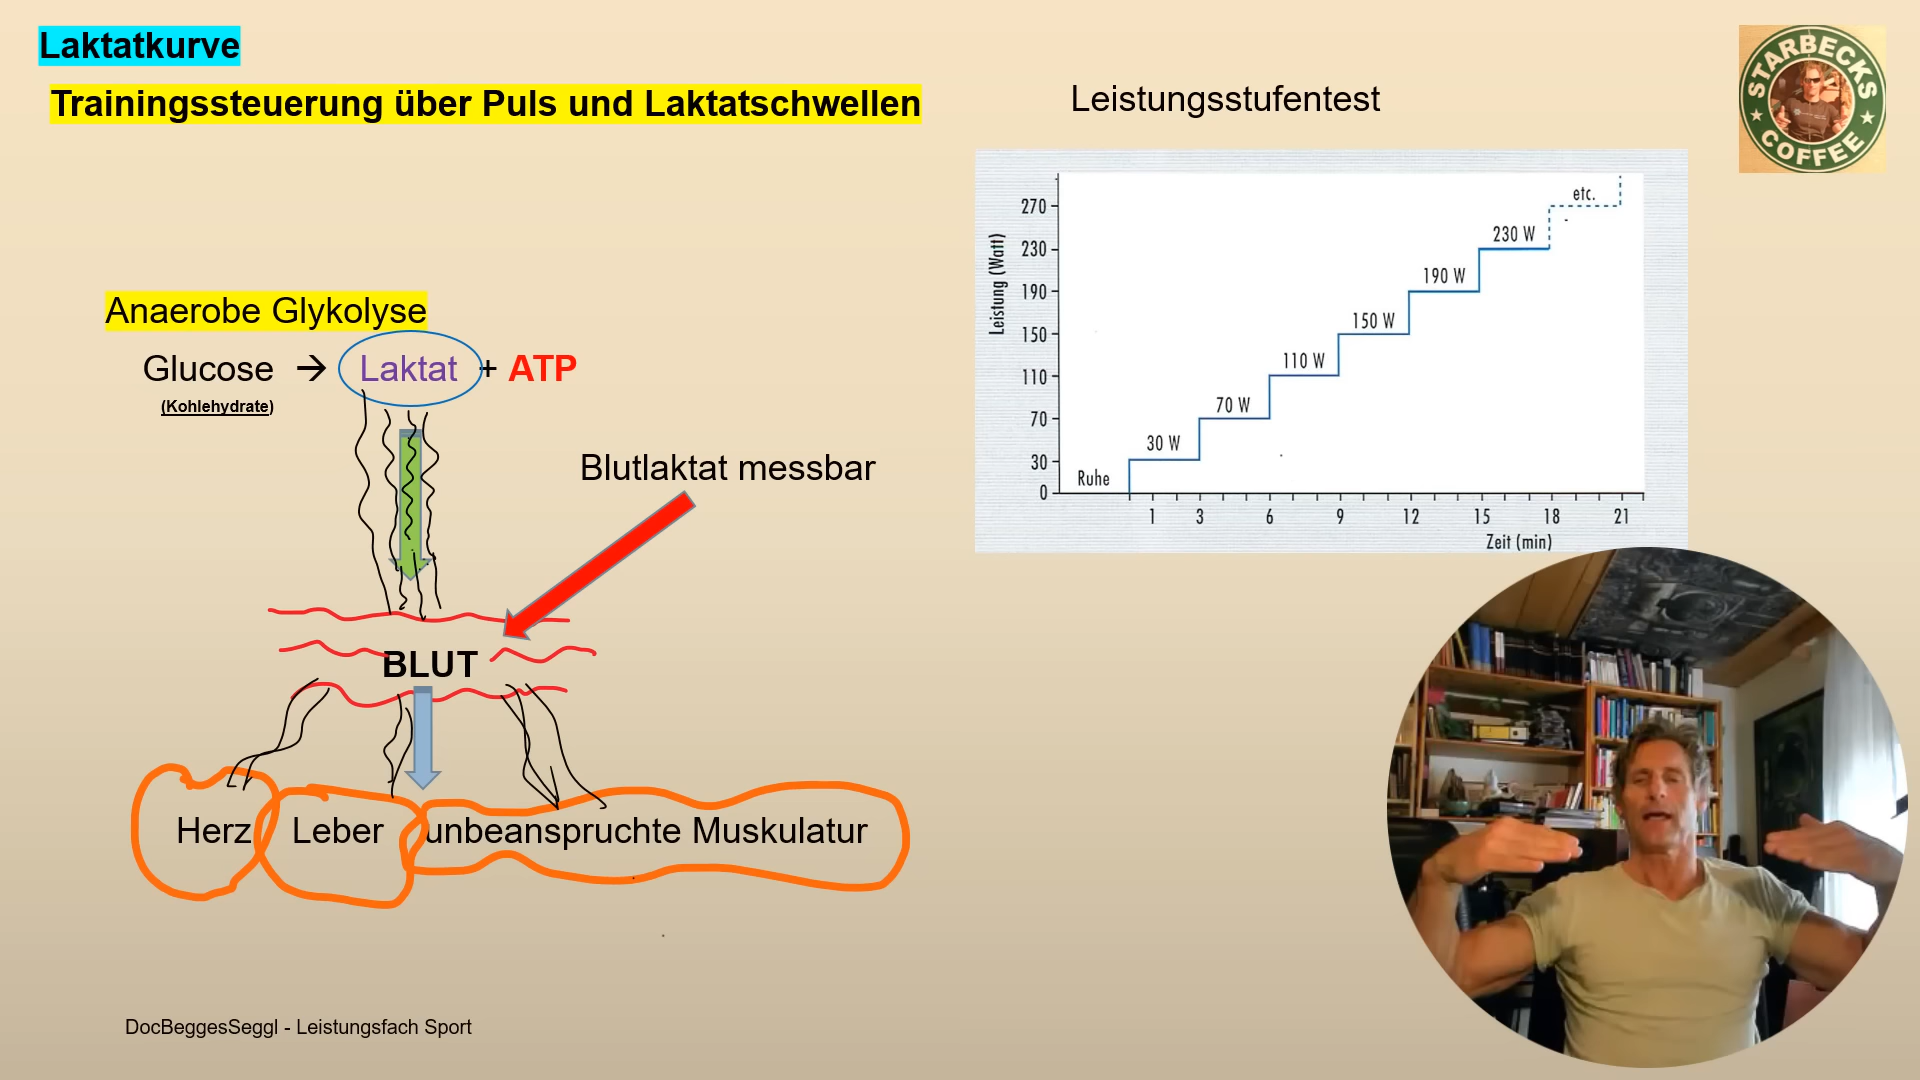 Laktatkurve
Trainingssteuerung über Puls und Laktatschwellen
Leistungsstufentest
STARBECKS
COFFEE
Anaerobe Glykolyse
Glucose → Laktat + ATP
(Kohlehydrate)
Blutlaktat messbar
BLUT
Herz Leber unbeanspruchte Muskulatur
DocBeggesSeggl - Leistungsfach Sport
Leistung (Watt)
270
230
190
150
110
70
30
0
etc.
230 W
190 W
150 W
110 W
70 W
30 W
Ruhe
1 3 6 9 12 15 18 21
Zeit (min)